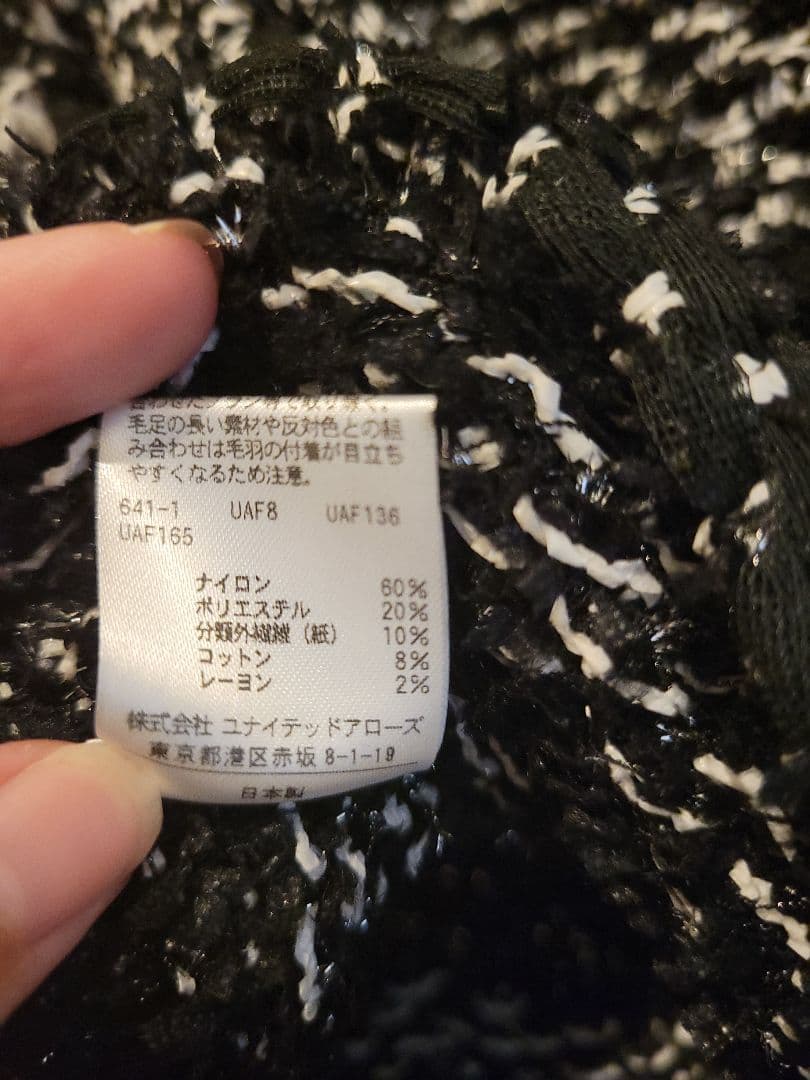 毛足の長い素材や反対色との組
み合わせは毛羽の付着が目立ち
やすくなるため注意。
641-1 UAF8 UAF136
UAF165
ナイロン 60%
ポリエステル 20%
分類外繊維（紙） 10%
コットン 8%
レーヨン 2%
株式会社 ユナイテッドアローズ
東京都港区赤坂 8-1-19
日本製